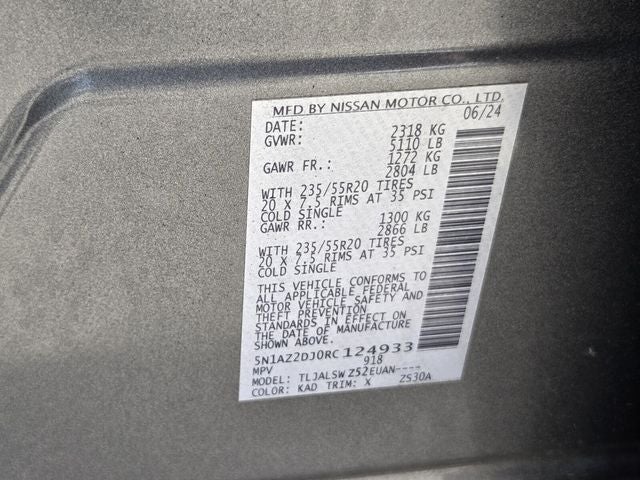 MFD BY NISSAN MOTOR CO., LTD.
DATE: 06/24
GVWR: 2318 KG
5110 LB
GAWR FR.: 1272 KG
2804 LB
WITH 235/55R20 TIRES
20 X 7.5 RIMS AT 35 PSI
COLD SINGLE
GAWR RR.: 1300 KG
2866 LB
WITH 235/55R20 TIRES
20 X 7.5 RIMS AT 35 PSI
COLD SINGLE
THIS VEHICLE CONFORMS TO
ALL APPLICABLE FEDERAL
MOTOR VEHICLE SAFETY AND
THEFT PREVENTION
STANDARDS IN EFFECT ON
THE DATE OF MANUFACTURE
SHOWN ABOVE.
5N1AZ2DJ0RC124933
MPV 918
MODEL: TLJALSW Z52EUAN----
COLOR: KAD TRIM: X ZS30A